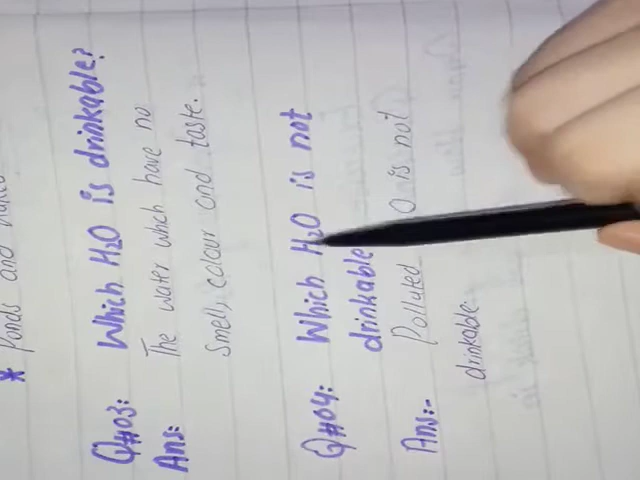 * Ponds and
Q#03: Which H2O is drinkable?
Ans: The water which have no
Smell, colour and taste.
Q#04: Which H2O is not
drinkable
Ans:- Polluted O is not
drinkable.